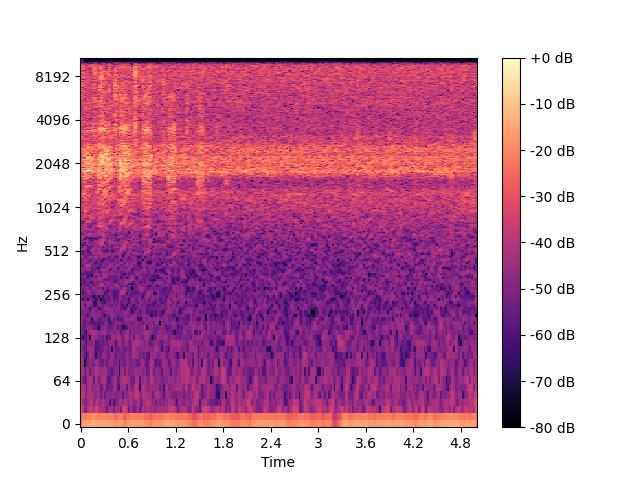 8192
4096
2048
1024
512
256
128
64
0
Hz
0 0.6 1.2 1.8 2.4 3 3.6 4.2 4.8
Time
+0 dB
-10 dB
-20 dB
-30 dB
-40 dB
-50 dB
-60 dB
-70 dB
-80 dB